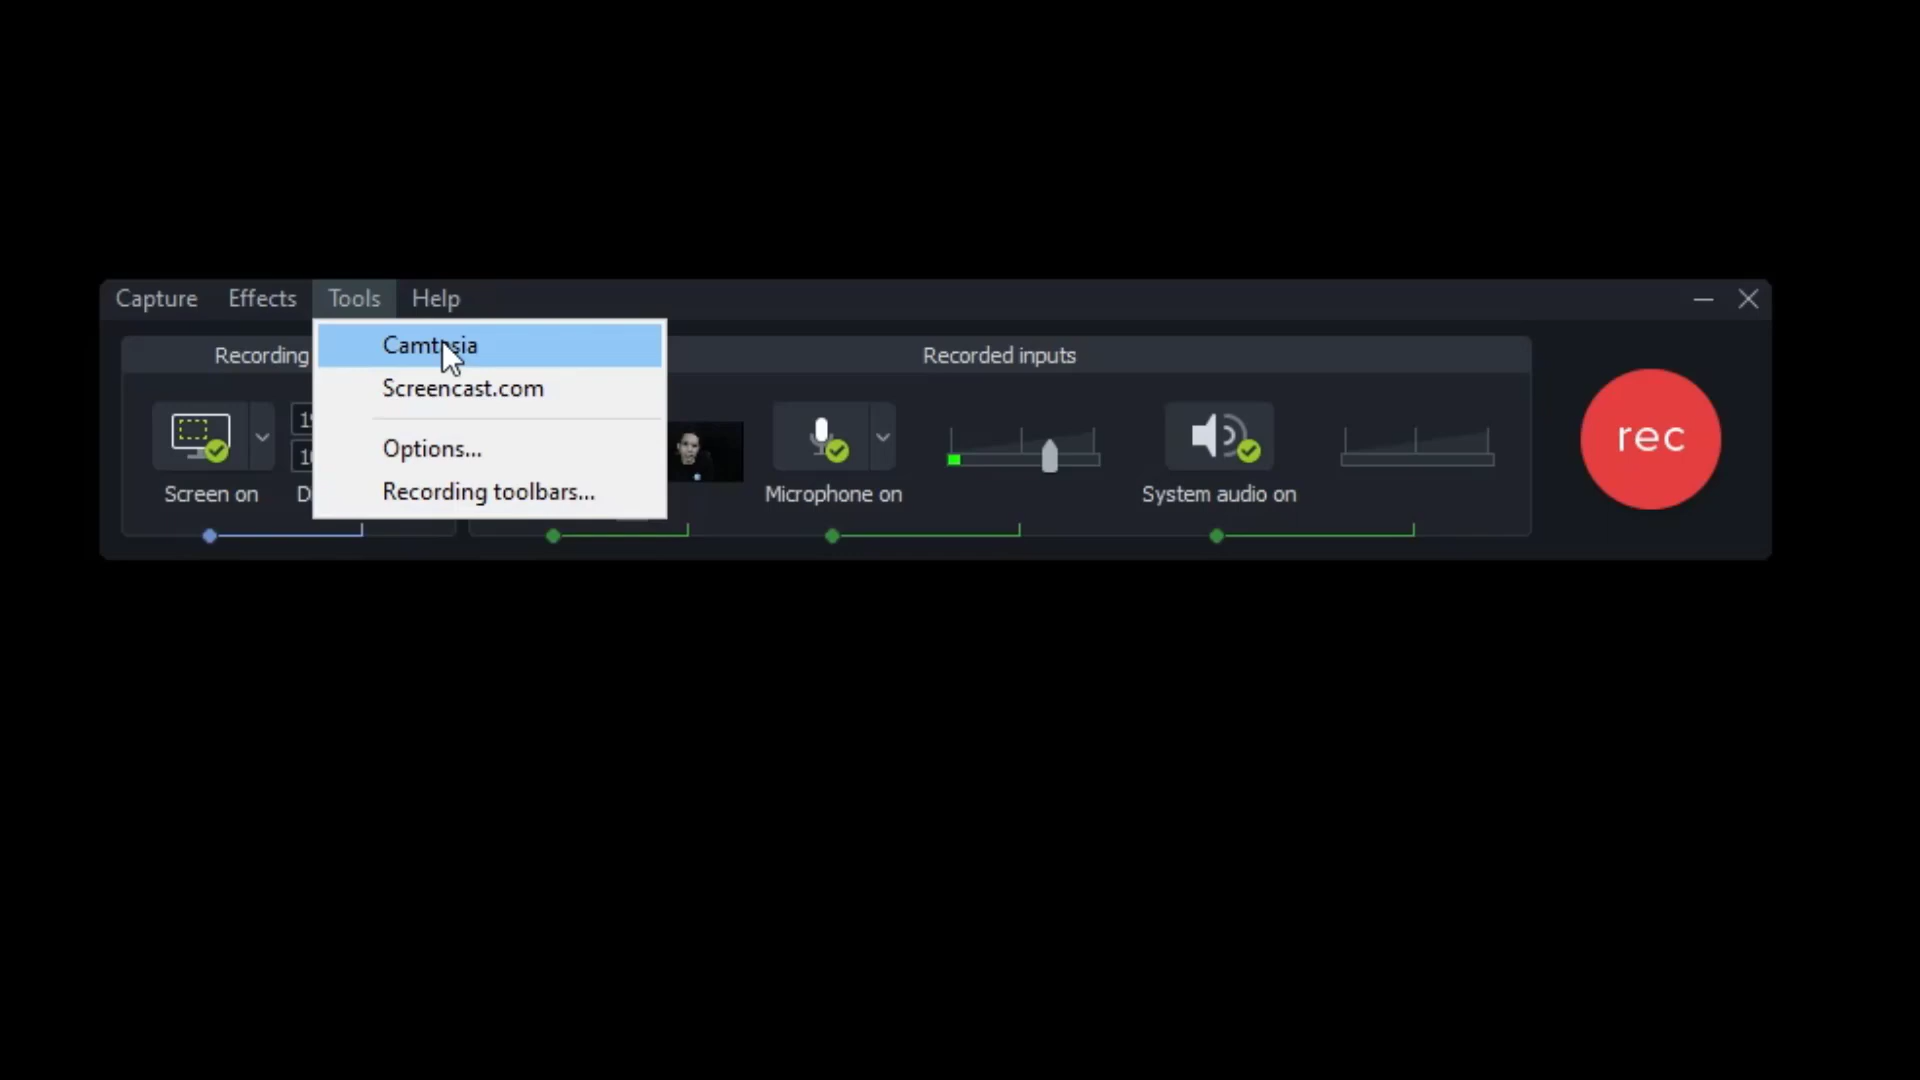 Capture Effects Tools Help
Camtasia
Screencast.com
Options...
Recording toolbars...
Recording
Recorded inputs
Screen on
Microphone on
System audio on
rec